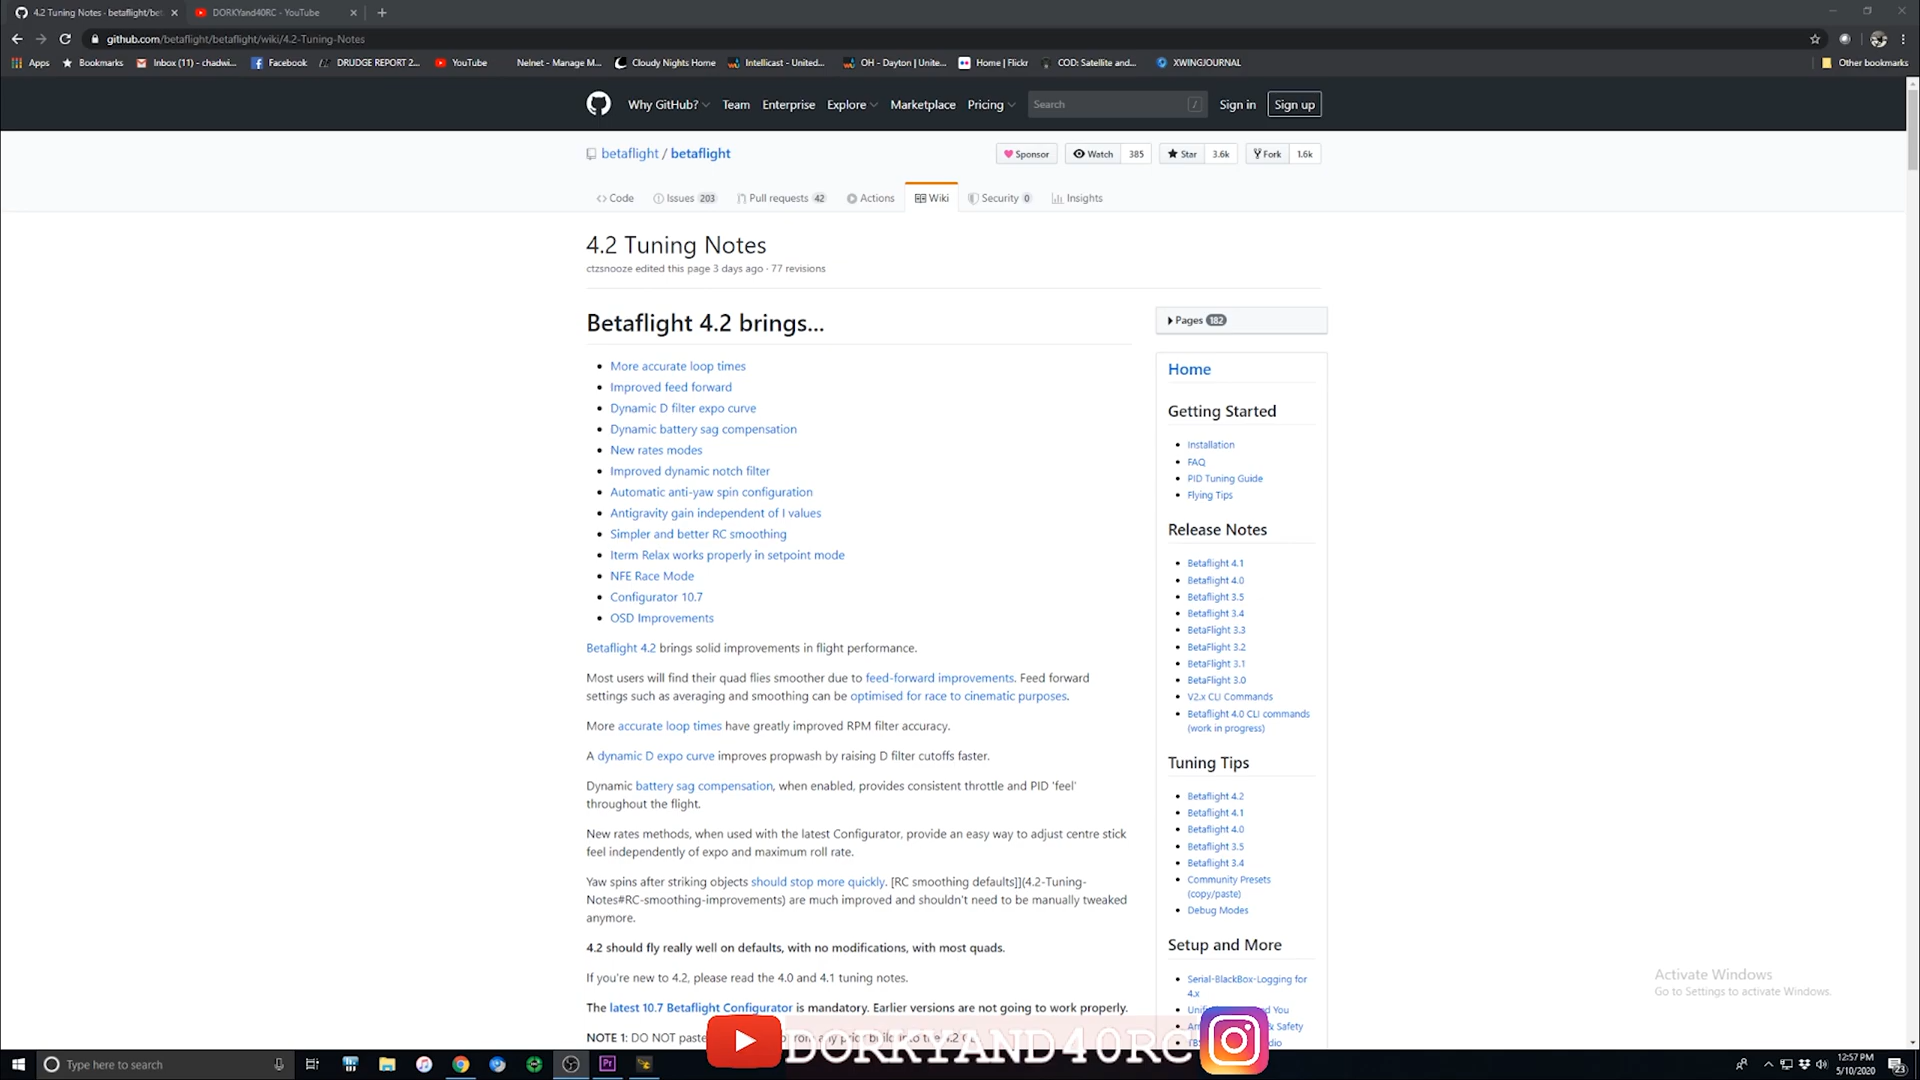 4.2 Tuning Notes - betaflight/bet
DORKYand40RC - YouTube
github.com/betaflight/betaflight/wiki/4.2-Tuning-Notes
Apps
Bookmarks
Inbox (11) - chadwi...
Facebook
DRUDGE REPORT 2...
YouTube
Nelnet - Manage M...
Cloudy Nights Home
Intellicast - United...
OH - Dayton | Unite...
Home | Flickr
COD: Satellite and...
XWINGJOURNAL
Other bookmarks
Why GitHub?
Team
Enterprise
Explore
Marketplace
Pricing
Search
/
Sign in
Sign up
betaflight / betaflight
Sponsor
Watch 385
Star 3.6k
Fork 1.6k
Code
Issues 203
Pull requests 42
Actions
Wiki
Security 0
Insights
4.2 Tuning Notes
ctzsnooze edited this page 3 days ago · 77 revisions
Betaflight 4.2 brings...
More accurate loop times
Improved feed forward
Dynamic D filter expo curve
Dynamic battery sag compensation
New rates modes
Improved dynamic notch filter
Automatic anti-yaw spin configuration
Antigravity gain independent of I values
Simpler and better RC smoothing
Iterm Relax works properly in setpoint mode
NFE Race Mode
Configurator 10.7
OSD Improvements
Betaflight 4.2 brings solid improvements in flight performance.
Most users will find their quad flies smoother due to feed-forward improvements. Feed forward
settings such as averaging and smoothing can be optimised for race to cinematic purposes.
More accurate loop times have greatly improved RPM filter accuracy.
A dynamic D expo curve improves propwash by raising D filter cutoffs faster.
Dynamic battery sag compensation, when enabled, provides consistent throttle and PID 'feel'
throughout the flight.
New rates methods, when used with the latest Configurator, provide an easy way to adjust centre stick
feel independently of expo and maximum roll rate.
Yaw spins after striking objects should stop more quickly. [RC smoothing defaults]](4.2-Tuning-
Notes#RC-smoothing-improvements) are much improved and shouldn't need to be manually tweaked
anymore.
4.2 should fly really well on defaults, with no modifications, with most quads.
If you're new to 4.2, please read the 4.0 and 4.1 tuning notes.
The latest 10.7 Betaflight Configurator is mandatory. Earlier versions are not going to work properly.
NOTE 1: DO NOT paste from any prior build into the 4.2
Pages 182
Home
Getting Started
Installation
FAQ
PID Tuning Guide
Flying Tips
Release Notes
Betaflight 4.1
Betaflight 4.0
Betaflight 3.5
Betaflight 3.4
BetaFlight 3.3
BetaFlight 3.2
BetaFlight 3.1
BetaFlight 3.0
V2.x CLI Commands
Betaflight 4.0 CLI commands
(work in progress)
Tuning Tips
Betaflight 4.2
Betaflight 4.1
Betaflight 4.0
Betaflight 3.5
Betaflight 3.4
Community Presets
(copy/paste)
Debug Modes
Setup and More
Serial-BlackBox-Logging for
4.x
You
& Safety
Activate Windows
Go to Settings to activate Windows.
DORKYAND40RC
Type here to search
Pr
12:57 PM
5/10/2020
23